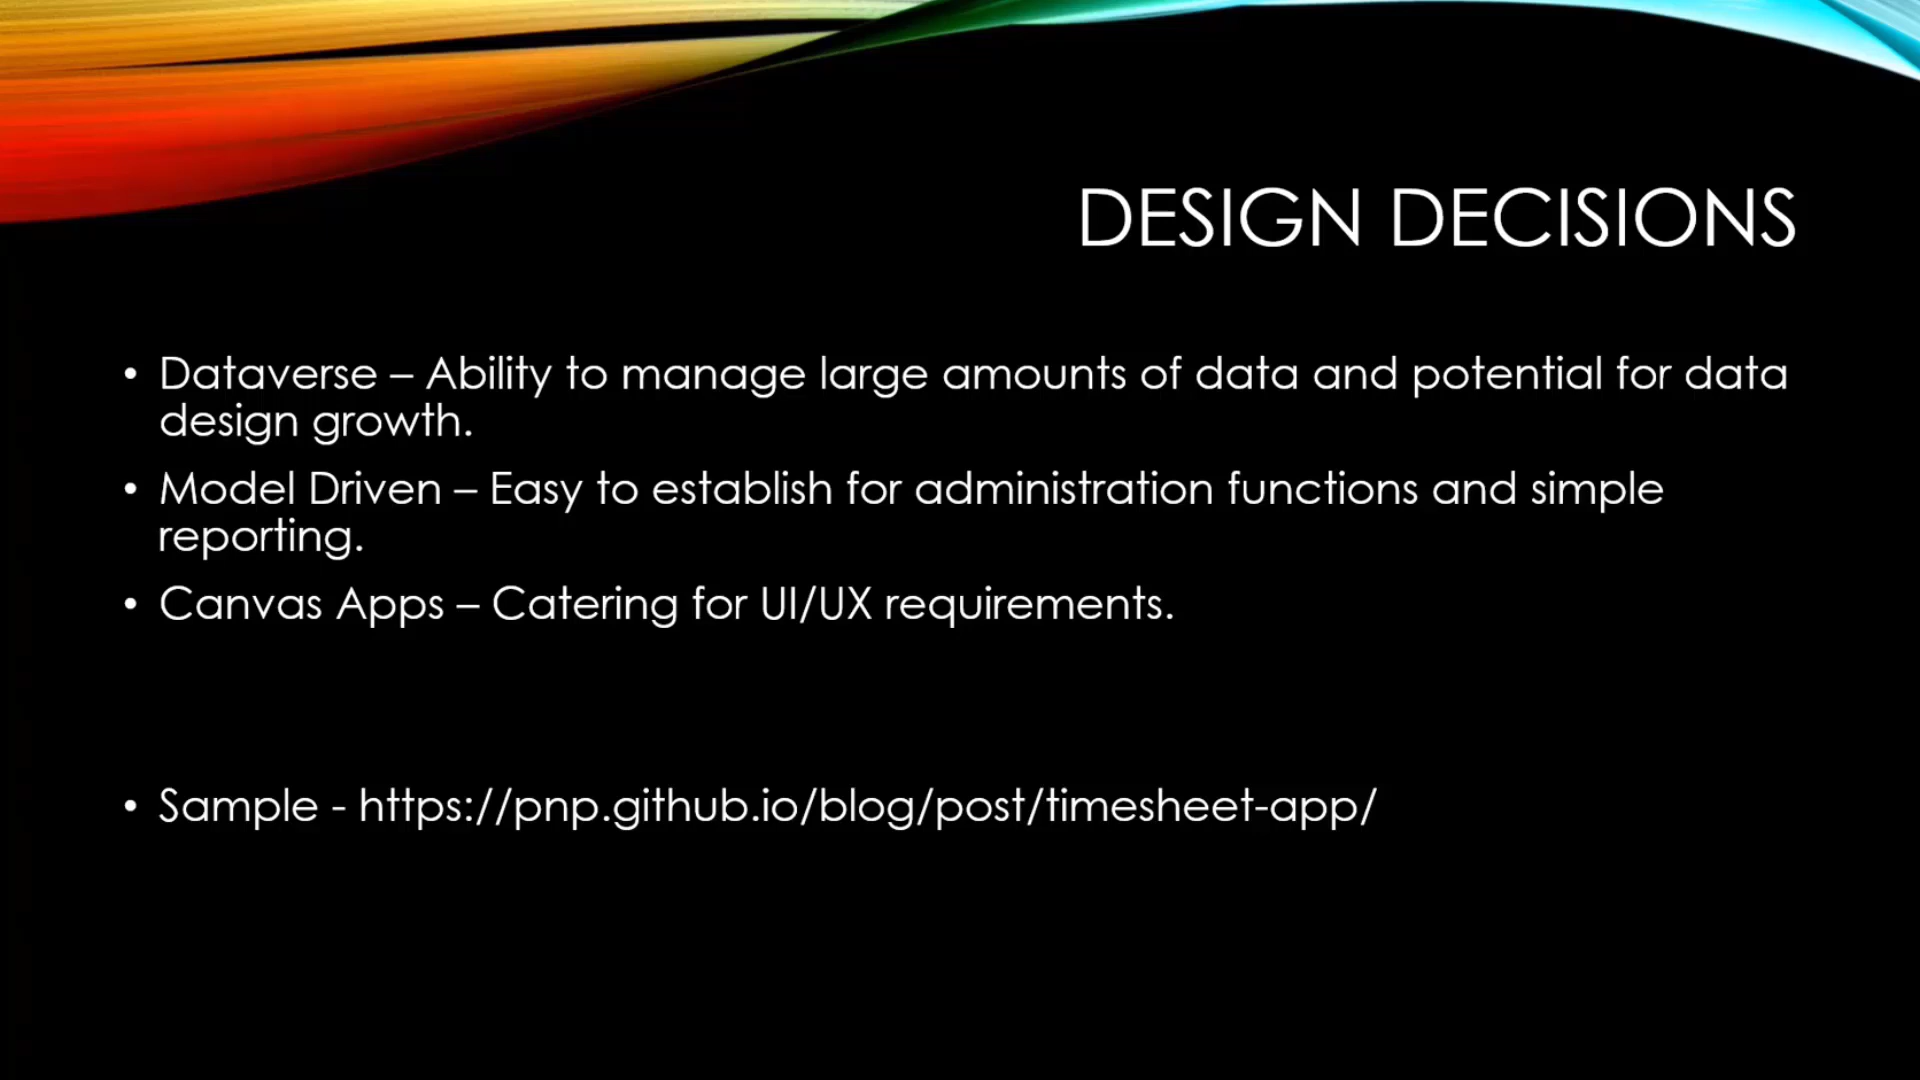 DESIGN DECISIONS
• Dataverse – Ability to manage large amounts of data and potential for data
design growth.
• Model Driven – Easy to establish for administration functions and simple
reporting.
• Canvas Apps – Catering for UI/UX requirements.
• Sample - https://pnp.github.io/blog/post/timesheet-app/